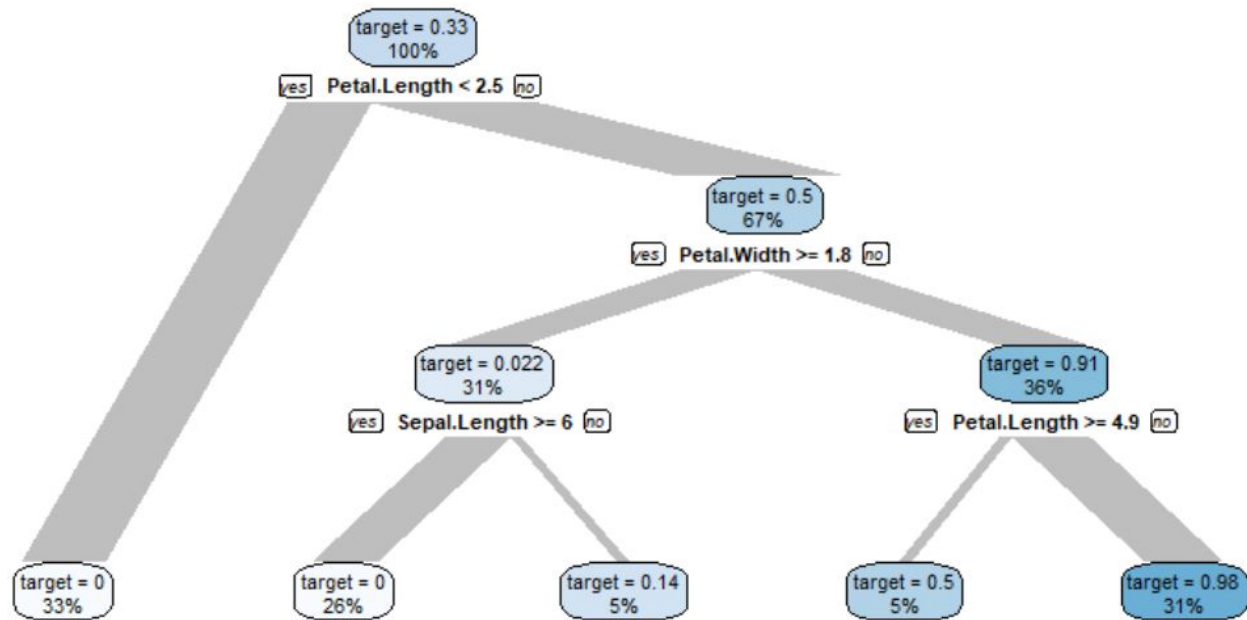 target = 0.33
100%
yes Petal.Length < 2.5 no
target = 0.5
67%
yes Petal.Width >= 1.8 no
target = 0.022
31%
target = 0.91
36%
yes Sepal.Length >= 6 no
yes Petal.Length >= 4.9 no
target = 0
33%
target = 0
26%
target = 0.14
5%
target = 0.5
5%
target = 0.98
31%